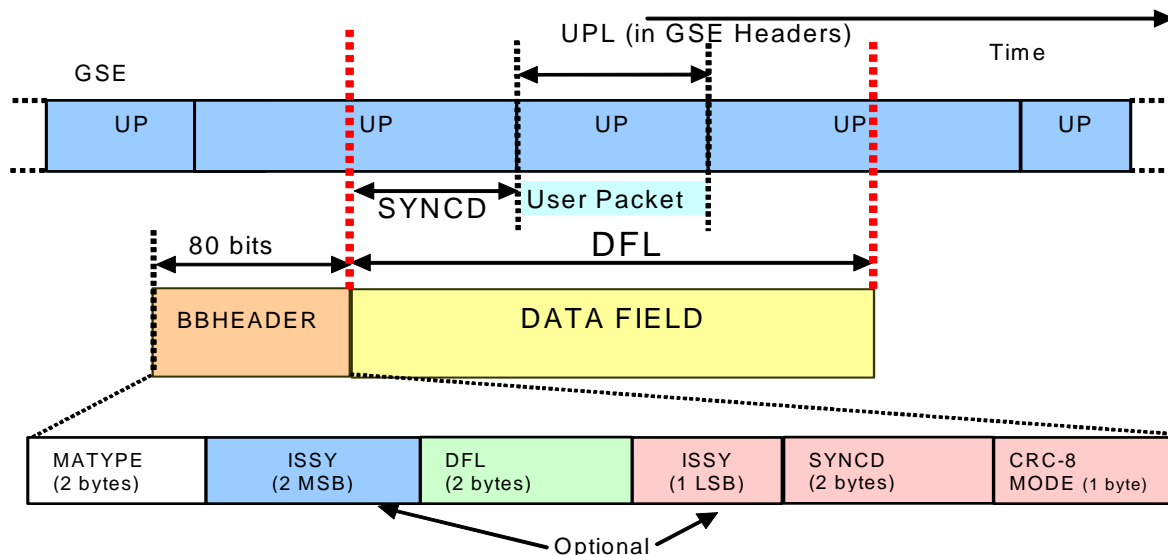 UPL (in GSE Headers)
Time
GSE
UP UP UP UP UP
SYNCD
User Packet
80 bits
DFL
BBHEADER
DATA FIELD
MATYPE
(2 bytes)
ISSY
(2 MSB)
DFL
(2 bytes)
ISSY
(1 LSB)
SYNCD
(2 bytes)
CRC-8
MODE (1 byte)
Optional